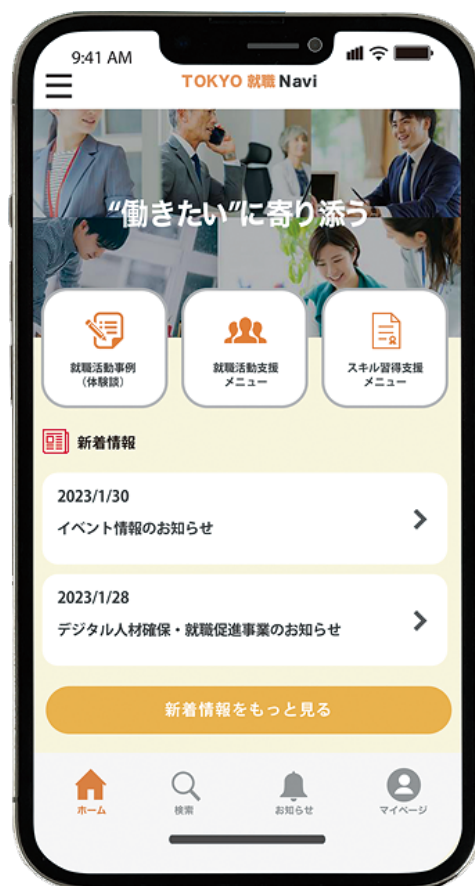 9:41 AM
TOKYO 就職 Navi
“働きたい”に寄り添う
就職活動事例
（体験談）
就職活動支援
メニュー
スキル習得支援
メニュー
新着情報
2023/1/30
イベント情報のお知らせ
2023/1/28
デジタル人材確保・就職促進事業のお知らせ
新着情報をもっと見る
ホーム
検索
お知らせ
マイページ